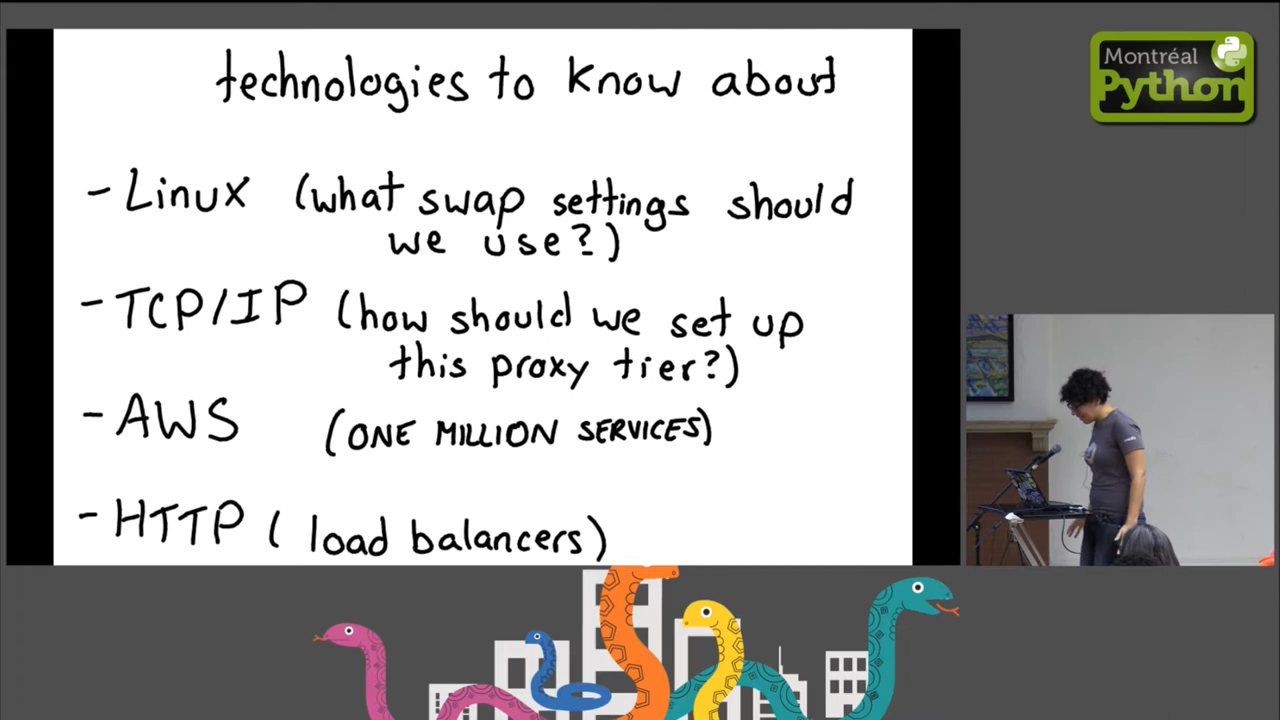 technologies to know about
- Linux (what swap settings should
we use?)
- TCP/IP (how should we set up
this proxy tier?)
- AWS (ONE MILLION SERVICES)
- HTTP (load balancers)
Montréal
Python